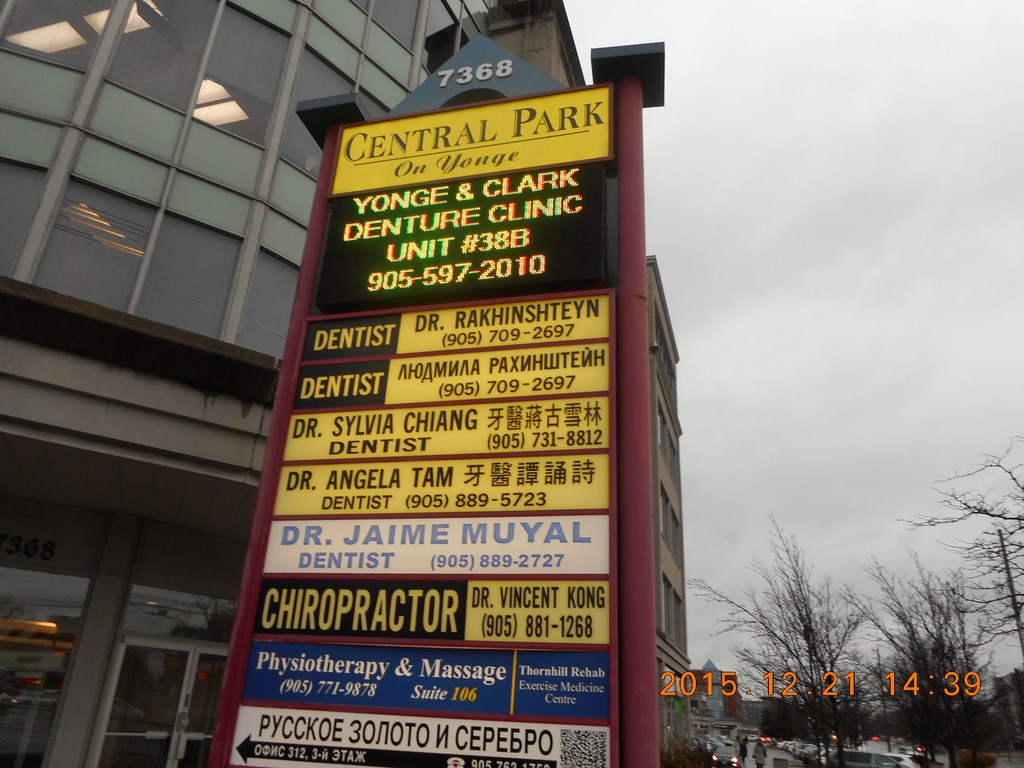 7368
CENTRAL PARK
On Yonge
YONGE & CLARK
DENTURE CLINIC
UNIT #38B
905-597-2010
DENTIST DR. RAKHINSHTEYN
(905) 709-2697
DENTIST ЛЮДМИЛА РАХИНШТЕЙН
(905) 709-2697
DR. SYLVIA CHIANG 牙醫蔣古雪林
DENTIST (905) 731-8812
DR. ANGELA TAM 牙醫譚誦詩
DENTIST (905) 889-5723
DR. JAIME MUYAL
DENTIST (905) 889-2727
CHIROPRACTOR DR. VINCENT KONG
(905) 881-1268
Physiotherapy & Massage Thornhill Rehab
(905) 771-9878 Suite 106 Exercise Medicine
Centre
РУССКОЕ ЗОЛОТО И СЕРЕБРО
ОФИС 312, 3-й ЭТАЖ
7368
2015.12.21 14:39